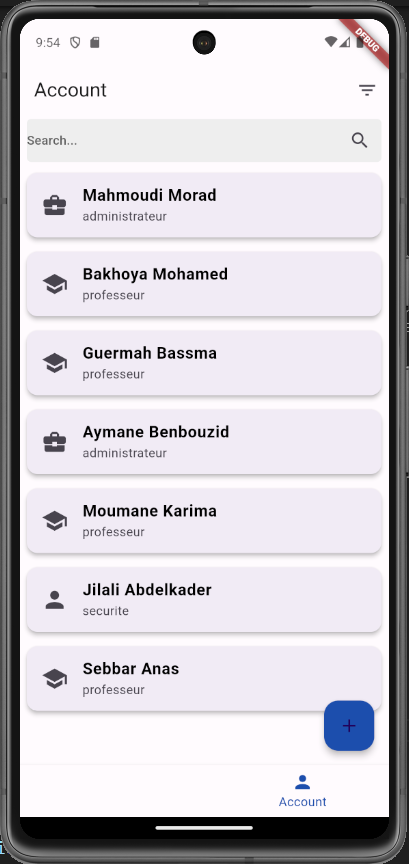 9:54
DEBUG
Account
Search...
Mahmoudi Morad
administrateur
Bakhoya Mohamed
professeur
Guermah Bassma
professeur
Aymane Benbouzid
administrateur
Moumane Karima
professeur
Jilali Abdelkader
securite
Sebbar Anas
professeur
+
Account